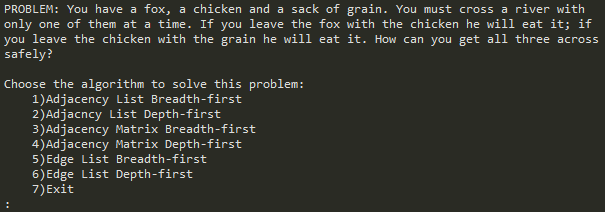 PROBLEM: You have a fox, a chicken and a sack of grain. You must cross a river with
only one of them at a time. If you leave the fox with the chicken he will eat it; if
you leave the chicken with the grain he will eat it. How can you get all three across
safely?
Choose the algorithm to solve this problem:
1)Adjacency List Breadth-first
2)Adjacncy List Depth-first
3)Adjacency Matrix Breadth-first
4)Adjacency Matrix Depth-first
5)Edge List Breadth-first
6)Edge List Depth-first
7)Exit
: